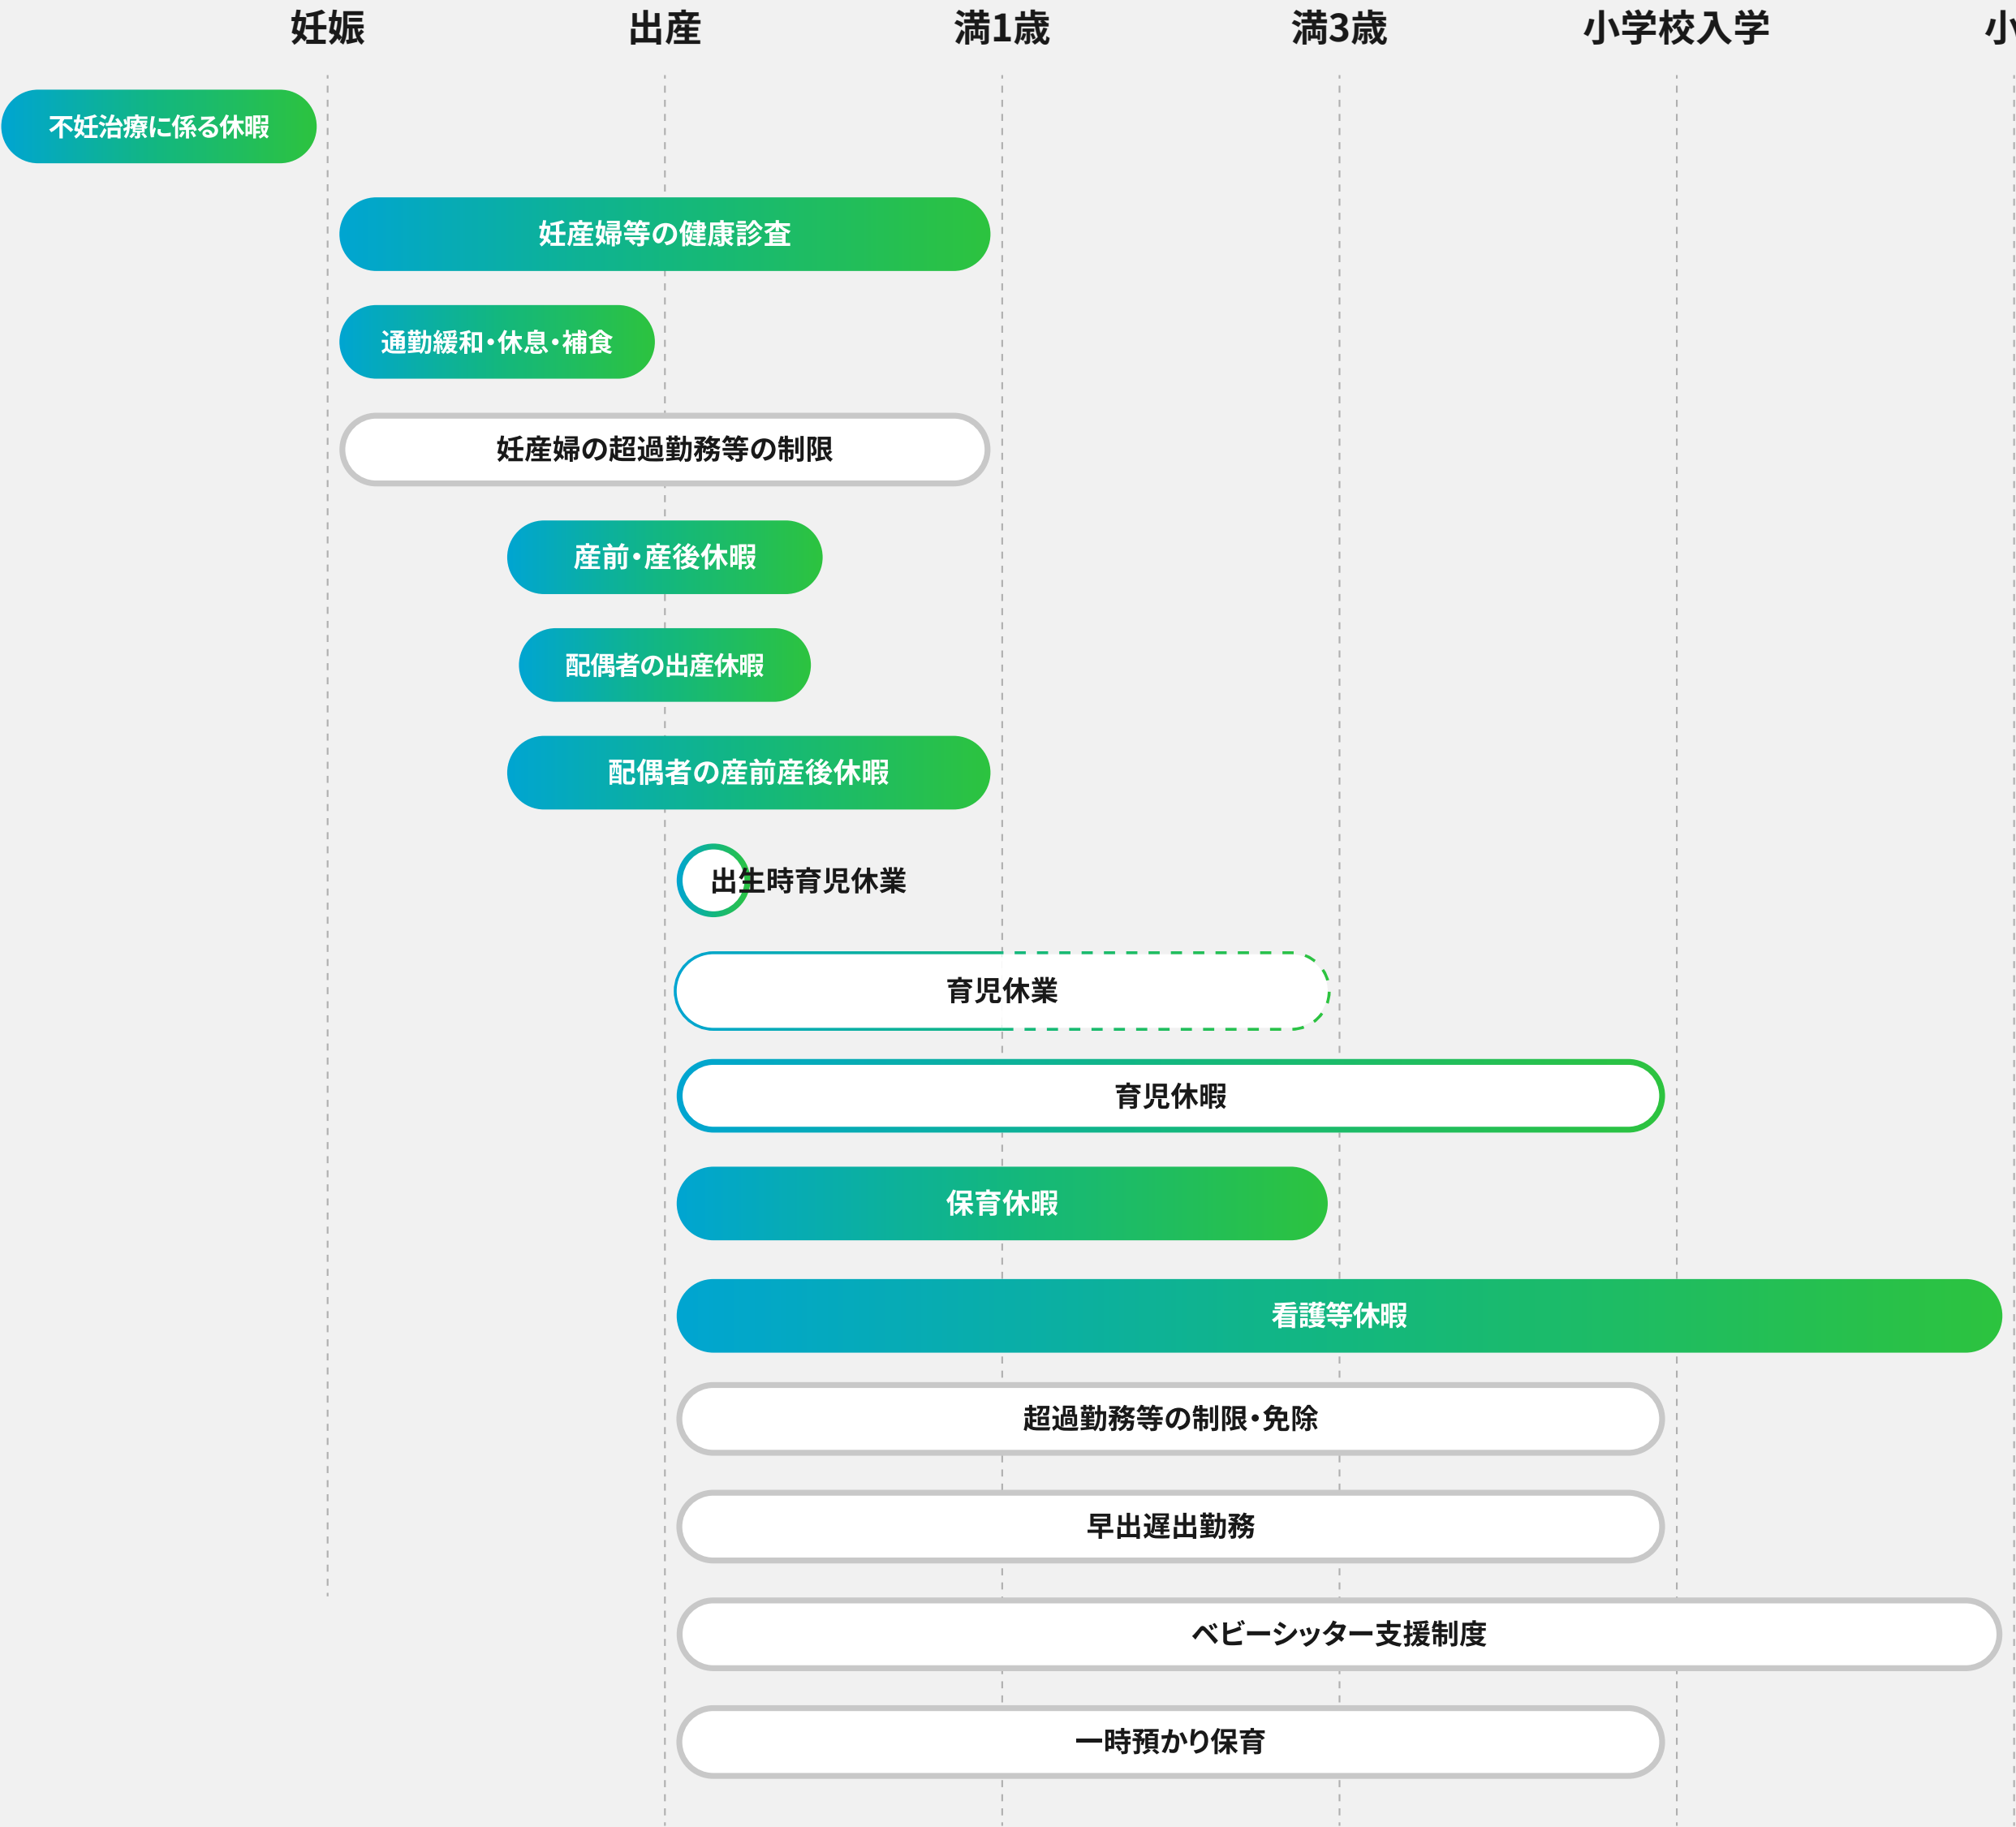 妊娠
出産
満1歳
満3歳
小学校入学
小
不妊治療に係る休暇
妊産婦等の健康診査
通勤緩和・休息・補食
妊産婦の超過勤務等の制限
産前・産後休暇
配偶者の出産休暇
配偶者の産前産後休暇
出生時育児休業
育児休業
育児休暇
保育休暇
看護等休暇
超過勤務等の制限・免除
早出遅出勤務
ベビーシッター支援制度
一時預かり保育